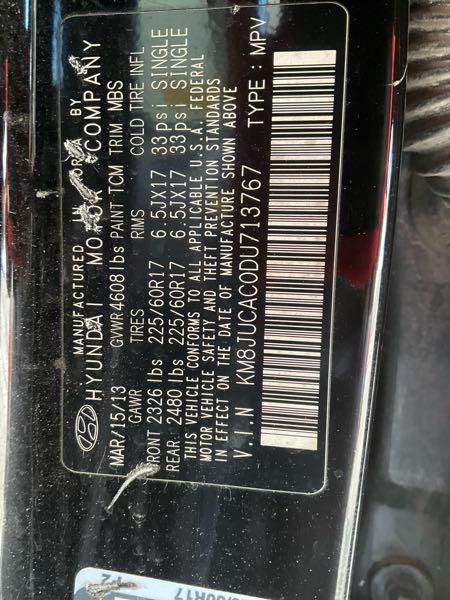 MANUFACTURED BY
HYUNDAI COMPANY
MAR/15/13 GVWR 4608 lbs PAINT TCM TRIM MBS
GAWR TIRES RMS COLD TIRE INFL
FRONT 2326 lbs 225/60R17 6.5JX17 33psi SINGLE
REAR: 2480 lbs 225/60R17 6.5JX17 33psi SINGLE
THIS VEHICLE CONFORMS TO ALL APPLICABLE U.S.A. FEDERAL
MOTOR VEHICLE SAFETY AND THEFT PREVENTION STANDARDS
IN EFFECT ON THE DATE OF MANUFACTURE SHOWN ABOVE
V.I.N KM8JUCAC0DU713767 TYPE : MPV